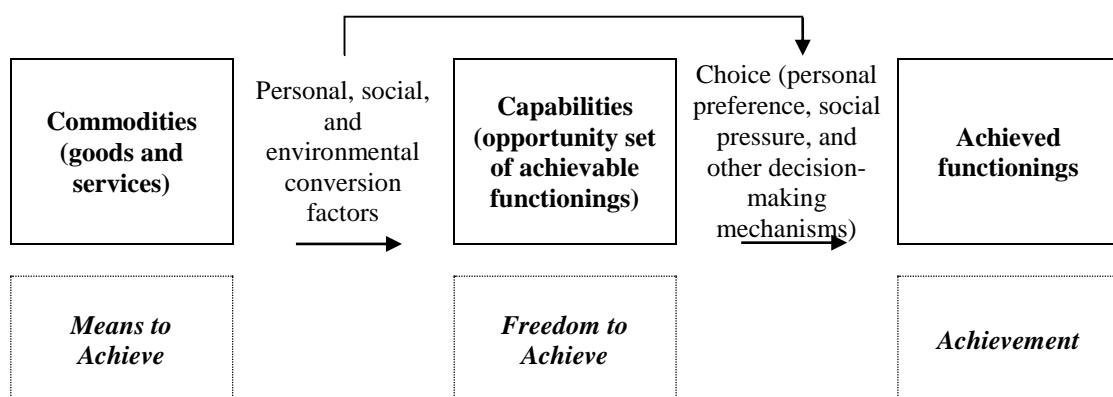 Commodities
(goods and
services)
Personal, social,
and
environmental
conversion
factors
Capabilities
(opportunity set
of achievable
functionings)
Choice (personal
preference, social
pressure, and
other decision-
making
mechanisms)
Achieved
functionings
Means to
Achieve
Freedom to
Achieve
Achievement